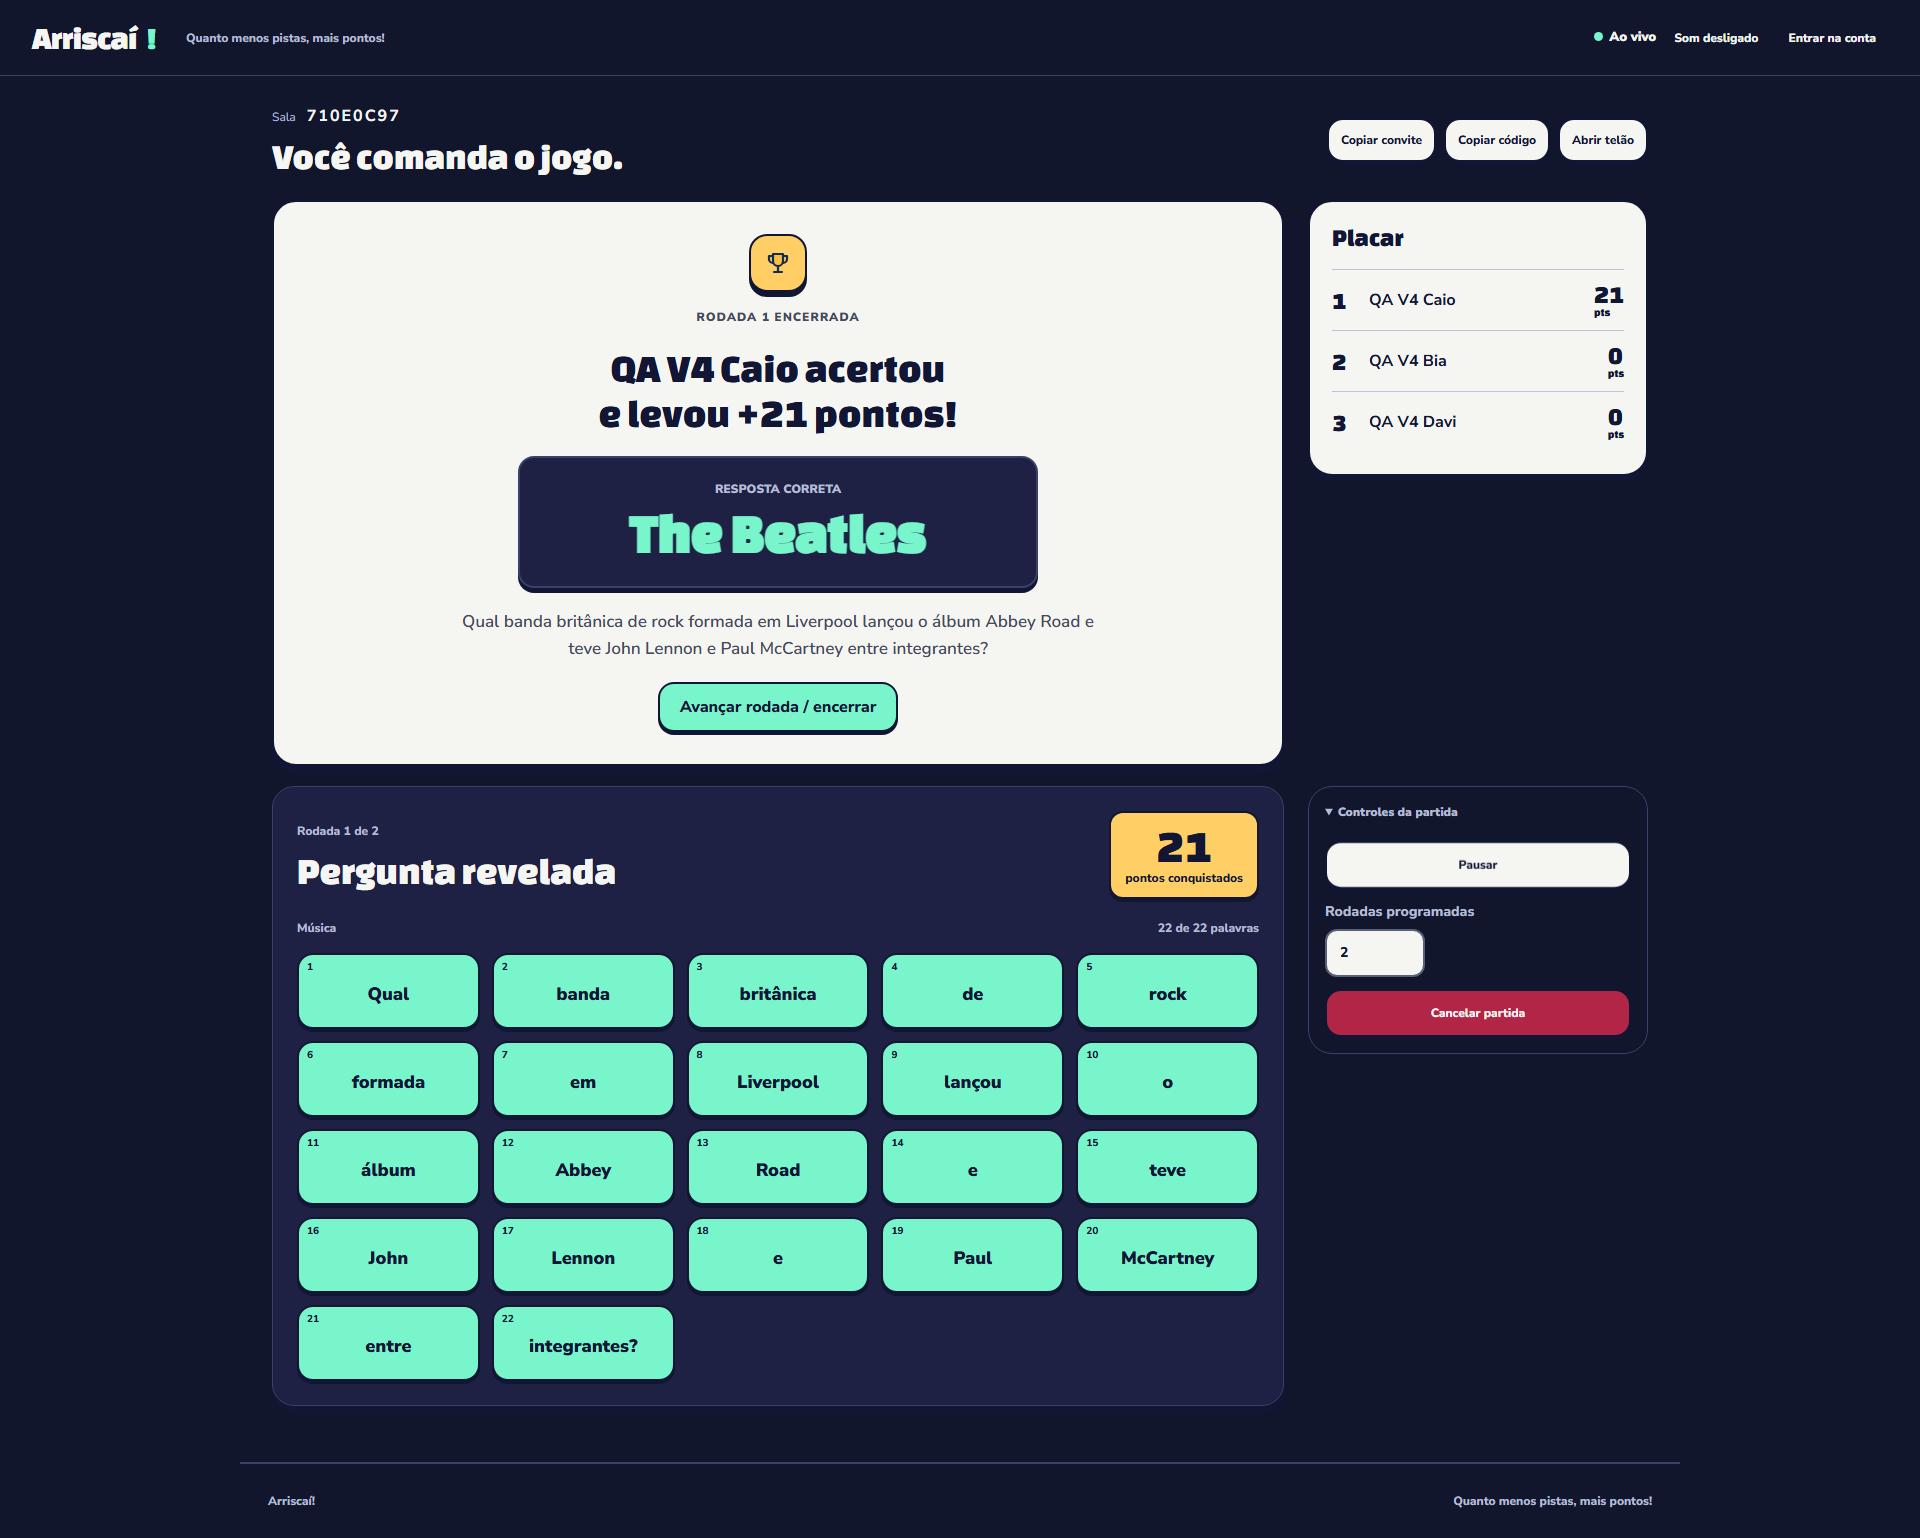 Arriscaí !
Quanto menos pistas, mais pontos!
Ao vivo
Som desligado
Entrar na conta
Sala 710E0C97
Você comanda o jogo.
Copiar convite
Copiar código
Abrir telão
RODADA 1 ENCERRADA
QA V4 Caio acertou
e levou +21 pontos!
RESPOSTA CORRETA
The Beatles
Qual banda britânica de rock formada em Liverpool lançou o álbum Abbey Road e
teve John Lennon e Paul McCartney entre integrantes?
Avançar rodada / encerrar
Placar
1 QA V4 Caio 21 pts
2 QA V4 Bia 0 pts
3 QA V4 Davi 0 pts
Rodada 1 de 2
Pergunta revelada
21
pontos conquistados
Música
22 de 22 palavras
1 Qual
2 banda
3 britânica
4 de
5 rock
6 formada
7 em
8 Liverpool
9 lançou
10 o
11 álbum
12 Abbey
13 Road
14 e
15 teve
16 John
17 Lennon
18 e
19 Paul
20 McCartney
21 entre
22 integrantes?
▼ Controles da partida
Pausar
Rodadas programadas
2
Cancelar partida
Arriscaí!
Quanto menos pistas, mais pontos!